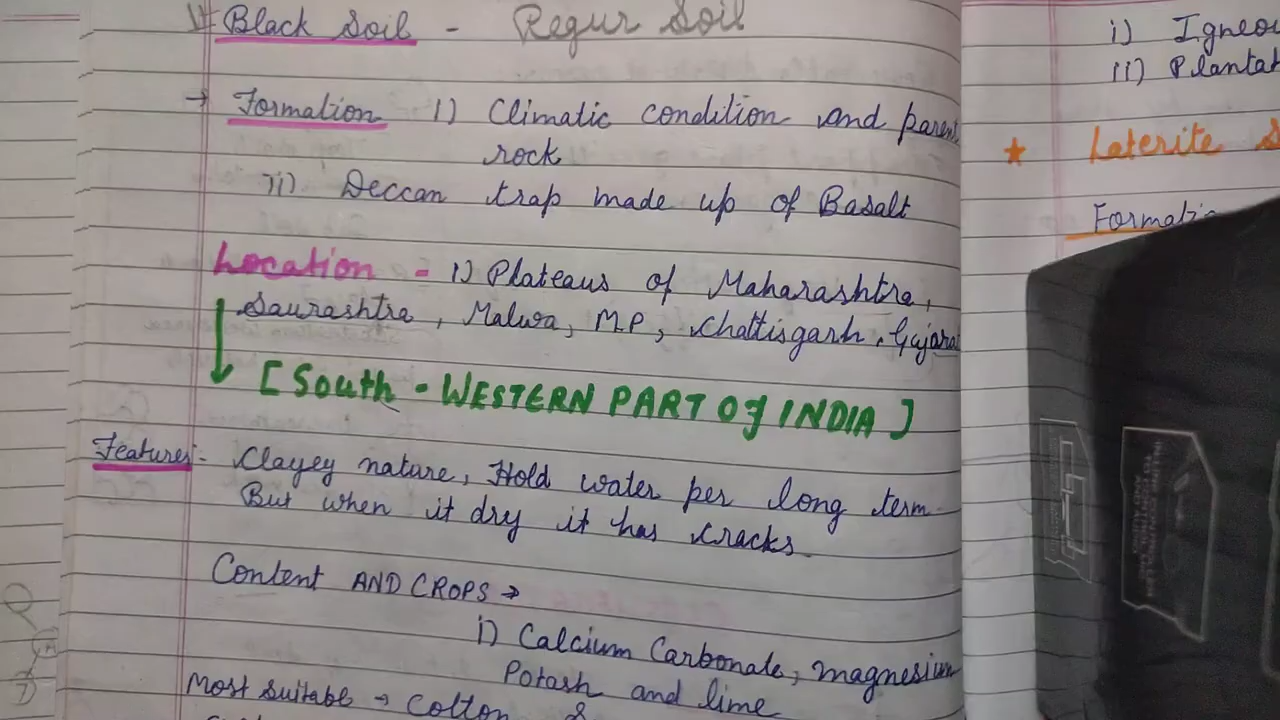 Black Soil - Regur Soil
→ Formation i) Climatic condition and parent
rock
ii) Deccan trap made up of Basalt
Location - i) Plateaus of Maharashtra,
Saurashtra, Malwa, M.P, Chattisgarh, Gujarat
[South - WESTERN PART Of INDIA]
Features:- Clayey nature, Hold water per long term.
But when it dry it has cracks.
Content AND CROPS →
i) Calcium Carbonate, magnesium
Potash and lime
Most suitable → Cotton
i) Igneou
ii) Plantat
★ Laterite S
Formatio